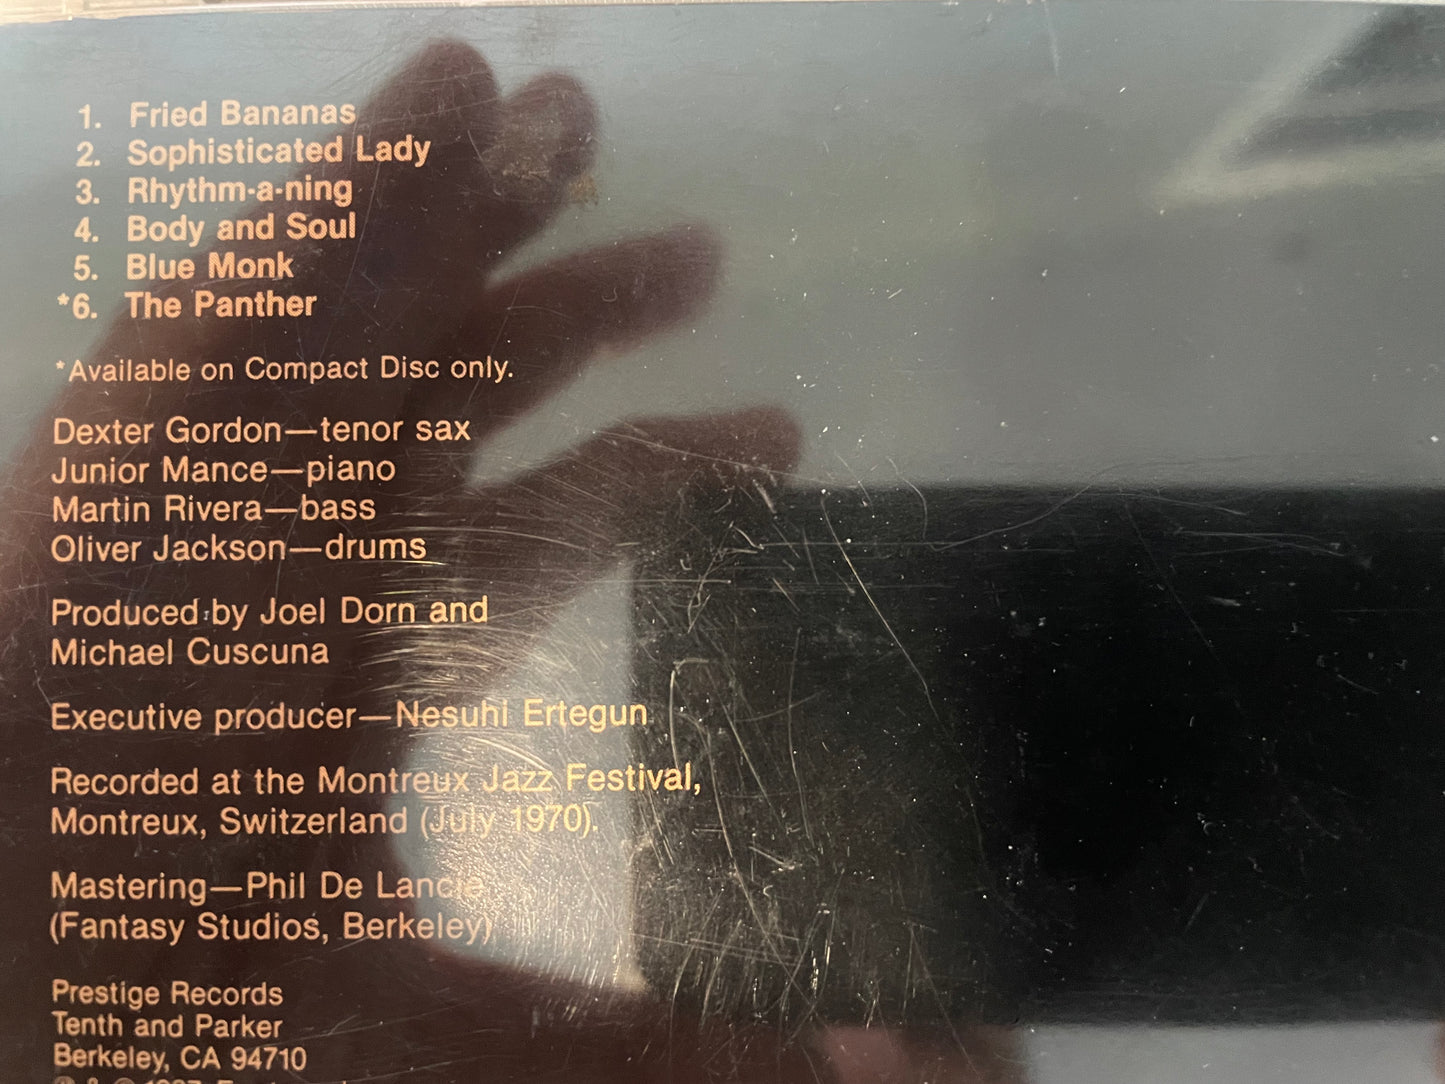 1. Fried Bananas
2. Sophisticated Lady
3. Rhythm-a-ning
4. Body and Soul
5. Blue Monk
*6. The Panther
*Available on Compact Disc only.
Dexter Gordon—tenor sax
Junior Mance—piano
Martin Rivera—bass
Oliver Jackson—drums
Produced by Joel Dorn and
Michael Cuscuna
Executive producer—Nesuhi Ertegun
Recorded at the Montreux Jazz Festival,
Montreux, Switzerland (July 1970).
Mastering—Phil De Lancie
(Fantasy Studios, Berkeley)
Prestige Records
Tenth and Parker
Berkeley, CA 94710